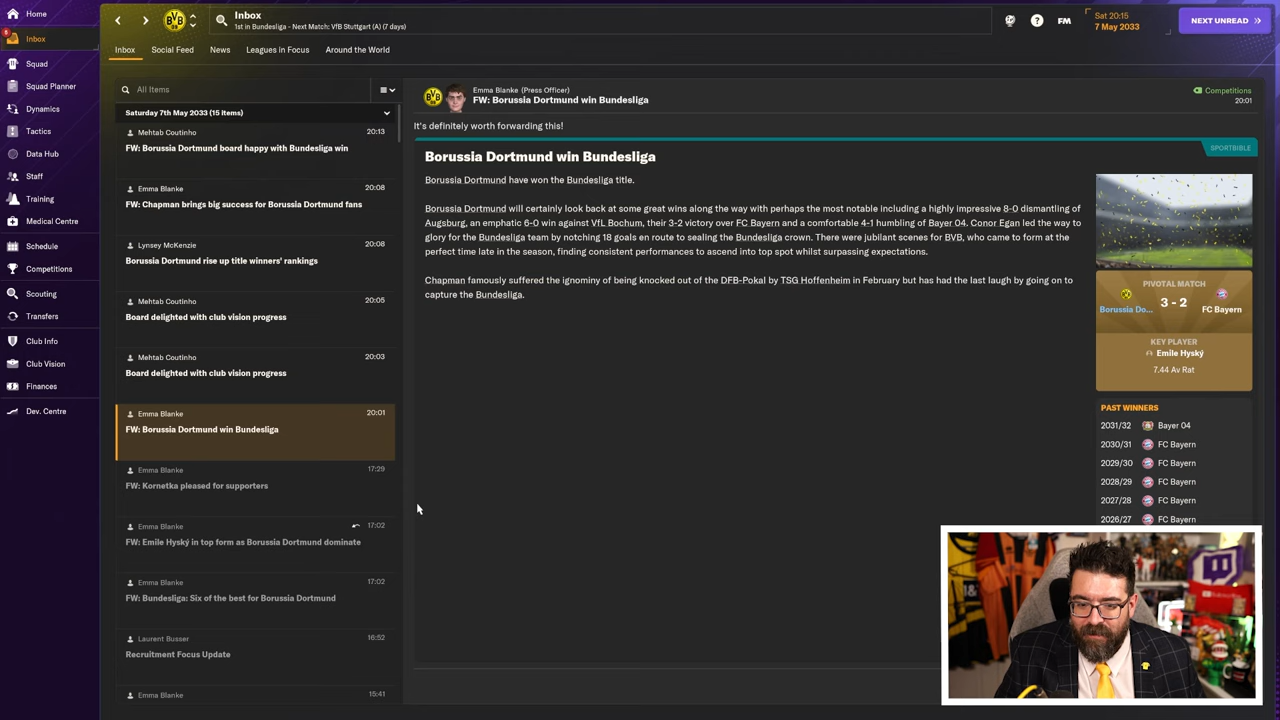 Home
Inbox
Squad
Squad Planner
Dynamics
Tactics
Data Hub
Staff
Training
Medical Centre
Schedule
Competitions
Scouting
Transfers
Club Info
Club Vision
Finances
Dev. Centre
Inbox
1st in Bundesliga - Next Match: VfB Stuttgart (A) (7 days)
FM
Sat 20:15
7 May 2033
NEXT UNREAD
Inbox Social Feed News Leagues in Focus Around the World
All Items
Saturday 7th May 2033 (15 items)
Mehtab Coutinho 20:13
FW: Borussia Dortmund board happy with Bundesliga win
Emma Blanke 20:08
FW: Chapman brings big success for Borussia Dortmund fans
Lynsey McKenzie 20:08
Borussia Dortmund rise up title winners' rankings
Mehtab Coutinho 20:05
Board delighted with club vision progress
Mehtab Coutinho 20:03
Board delighted with club vision progress
Emma Blanke 20:01
FW: Borussia Dortmund win Bundesliga
Emma Blanke 17:29
FW: Kornetka pleased for supporters
Emma Blanke 17:02
FW: Emile Hyský in top form as Borussia Dortmund dominate
Emma Blanke 17:02
FW: Bundesliga: Six of the best for Borussia Dortmund
Laurent Busser 16:52
Recruitment Focus Update
Emma Blanke 15:41
Emma Blanke (Press Officer)
FW: Borussia Dortmund win Bundesliga
Competitions
20:01
It's definitely worth forwarding this!
SPORTBIBLE
Borussia Dortmund win Bundesliga
Borussia Dortmund have won the Bundesliga title.
Borussia Dortmund will certainly look back at some great wins along the way with perhaps the most notable including a highly impressive 8-0 dismantling of
Augsburg, an emphatic 6-0 win against VfL Bochum, their 3-2 victory over FC Bayern and a comfortable 4-1 humbling of Bayer 04. Conor Egan led the way to
glory for the Bundesliga team by notching 18 goals en route to sealing the Bundesliga crown. There were jubilant scenes for BVB, who came to form at the
perfect time late in the season, finding consistent performances to ascend into top spot whilst surpassing expectations.
Chapman famously suffered the ignominy of being knocked out of the DFB-Pokal by TSG Hoffenheim in February but has had the last laugh by going on to
capture the Bundesliga.
PIVOTAL MATCH
3 - 2
Borussia Do... FC Bayern
KEY PLAYER
Emile Hyský
7.44 Av Rat
PAST WINNERS
2031/32 Bayer 04
2030/31 FC Bayern
2029/30 FC Bayern
2028/29 FC Bayern
2027/28 FC Bayern
2026/27 FC Bayern